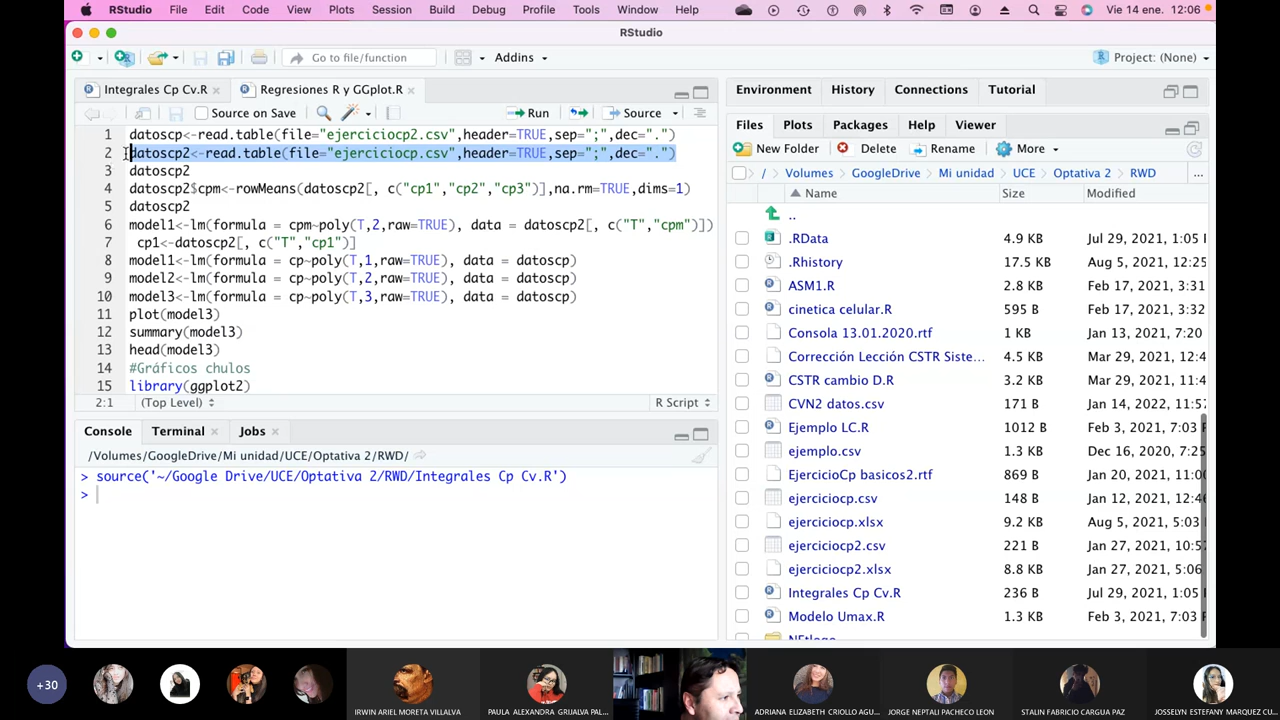 RStudio File Edit Code View Plots Session Build Debug Profile Tools Window Help Vie 14 ene. 12:06
RStudio
Go to file/function Addins Project: (None)
Integrales Cp Cv.R Regresiones R y GGplot.R
Source on Save Run Source
1 datoscp<-read.table(file="ejerciciocp2.csv",header=TRUE,sep=";",dec=".")
2 datoscp2<-read.table(file="ejerciciocp.csv",header=TRUE,sep=";",dec=".")
3 datoscp2
4 datoscp2$cpm<-rowMeans(datoscp2[, c("cp1","cp2","cp3")],na.rm=TRUE,dims=1)
5 datoscp2
6 model1<-lm(formula = cpm~poly(T,2,raw=TRUE), data = datoscp2[, c("T","cpm")])
7 cp1<-datoscp2[, c("T","cp1")]
8 model1<-lm(formula = cp~poly(T,1,raw=TRUE), data = datoscp)
9 model2<-lm(formula = cp~poly(T,2,raw=TRUE), data = datoscp)
10 model3<-lm(formula = cp~poly(T,3,raw=TRUE), data = datoscp)
11 plot(model3)
12 summary(model3)
13 head(model3)
14 #Gráficos chulos
15 library(ggplot2)
2:1 (Top Level) R Script
Console Terminal Jobs
/Volumes/GoogleDrive/Mi unidad/UCE/Optativa 2/RWD/
> source('~/Google Drive/UCE/Optativa 2/RWD/Integrales Cp Cv.R')
>
Environment History Connections Tutorial
Files Plots Packages Help Viewer
New Folder Delete Rename More
/ Volumes GoogleDrive Mi unidad UCE Optativa 2 RWD ...
Name Size Modified
..
.RData 4.9 KB Jul 29, 2021, 1:05
.Rhistory 17.5 KB Aug 5, 2021, 12:25
ASM1.R 2.8 KB Feb 17, 2021, 3:31
cinetica celular.R 595 B Feb 17, 2021, 3:32
Consola 13.01.2020.rtf 1 KB Jan 13, 2021, 7:20
Corrección Lección CSTR Siste... 4.5 KB Mar 29, 2021, 12:4
CSTR cambio D.R 3.2 KB Mar 29, 2021, 11:4
CVN2 datos.csv 171 B Jan 14, 2022, 11:5
Ejemplo LC.R 1012 B Feb 3, 2021, 7:03
ejemplo.csv 1.3 KB Dec 16, 2020, 7:20
EjercicioCp basicos2.rtf 869 B Jan 20, 2021, 11:00
ejerciciocp.csv 148 B Jan 12, 2021, 12:4
ejerciciocp.xlsx 9.2 KB Aug 5, 2021, 5:03
ejerciciocp2.csv 221 B Jan 27, 2021, 10:5
ejerciciocp2.xlsx 8.8 KB Jan 27, 2021, 5:06
Integrales Cp Cv.R 236 B Jul 29, 2021, 1:05
Modelo Umax.R 1.3 KB Feb 3, 2021, 7:03
+30 IRWIN ARIEL MORETA VILLALVA PAULA ALEXANDRA GRIJALVA PAL... ADRIANA ELIZABETH CRIOLLO AGU... JORGE NEPTALI PACHECO LEON STALIN FABRICIO CARGUA PAZ JOSSELYN ESTEFANY MARQUEZ CU...